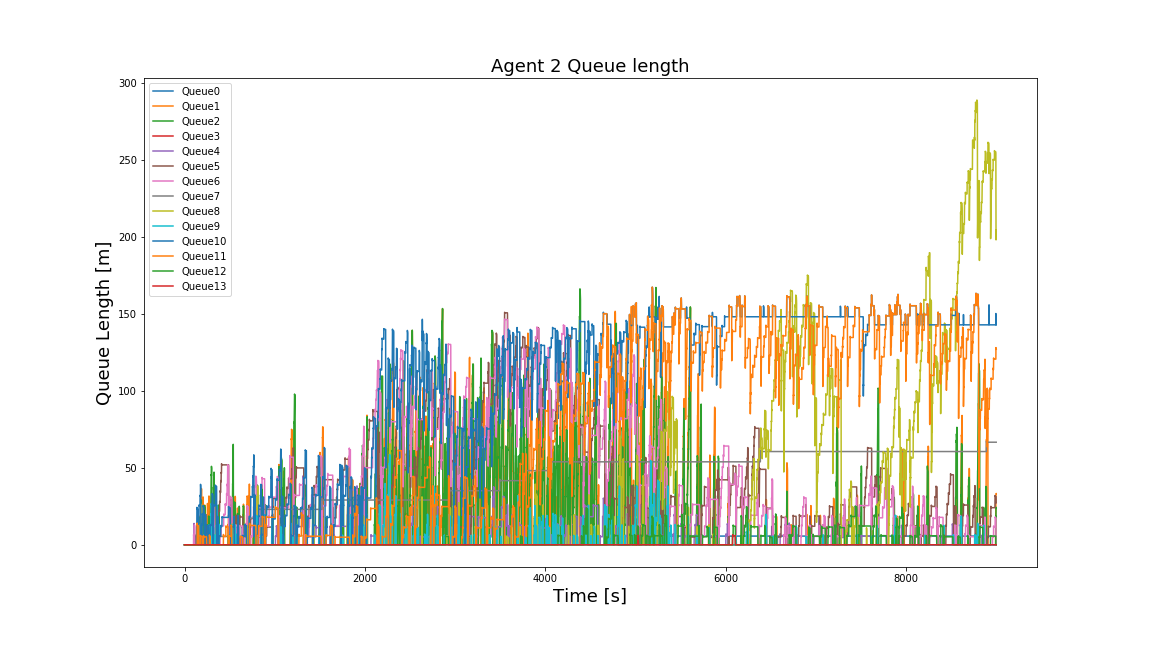 Agent 2 Queue length
300
250
200
150
100
50
0
Queue Length [m]
Queue0
Queue1
Queue2
Queue3
Queue4
Queue5
Queue6
Queue7
Queue8
Queue9
Queue10
Queue11
Queue12
Queue13
0 2000 4000 6000 8000
Time [s]